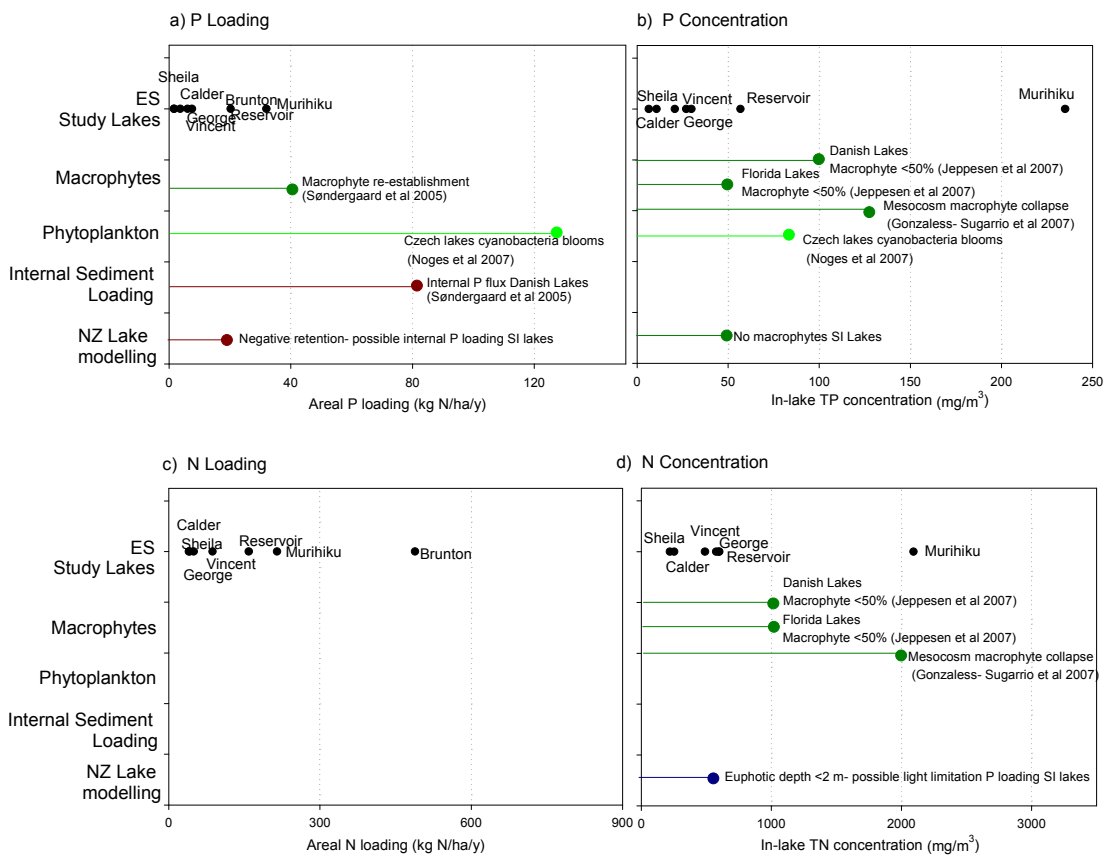 a) P Loading
Sheila
Calder
Brunton
Murihiku
George
Reservoir
Vincent
ES
Study Lakes
Macrophytes
Macrophyte re-establishment
(Søndergaard et al 2005)
Phytoplankton
Czech lakes cyanobacteria blooms
(Noges et al 2007)
Internal Sediment
Loading
Internal P flux Danish Lakes
(Søndergaard et al 2005)
NZ Lake
modelling
Negative retention- possible internal P loading SI lakes
0 40 80 120
Areal P loading (kg N/ha/y)
b) P Concentration
Sheila
Vincent
Reservoir
Murihiku
Calder
George
Danish Lakes
Macrophyte <50% (Jeppesen et al 2007)
Florida Lakes
Macrophyte <50% (Jeppesen et al 2007)
Mesocosm macrophyte collapse
(Gonzaless- Sugarrio et al 2007)
Czech lakes cyanobacteria blooms
(Noges et al 2007)
No macrophytes SI Lakes
0 50 100 150 200 250
In-lake TP concentration (mg/m³)
c) N Loading
Calder
Sheila
Reservoir
Murihiku
Brunton
Vincent
George
ES
Study Lakes
Macrophytes
Phytoplankton
Internal Sediment
Loading
NZ Lake
modelling
0 300 600 900
Areal N loading (kg N/ha/y)
d) N Concentration
Vincent
Sheila
George
Murihiku
Reservoir
Calder
Danish Lakes
Macrophyte <50% (Jeppesen et al 2007)
Florida Lakes
Macrophyte <50% (Jeppesen et al 2007)
Mesocosm macrophyte collapse
(Gonzaless- Sugarrio et al 2007)
Euphotic depth <2 m- possible light limitation P loading SI lakes
0 1000 2000 3000
In-lake TN concentration (mg/m³)